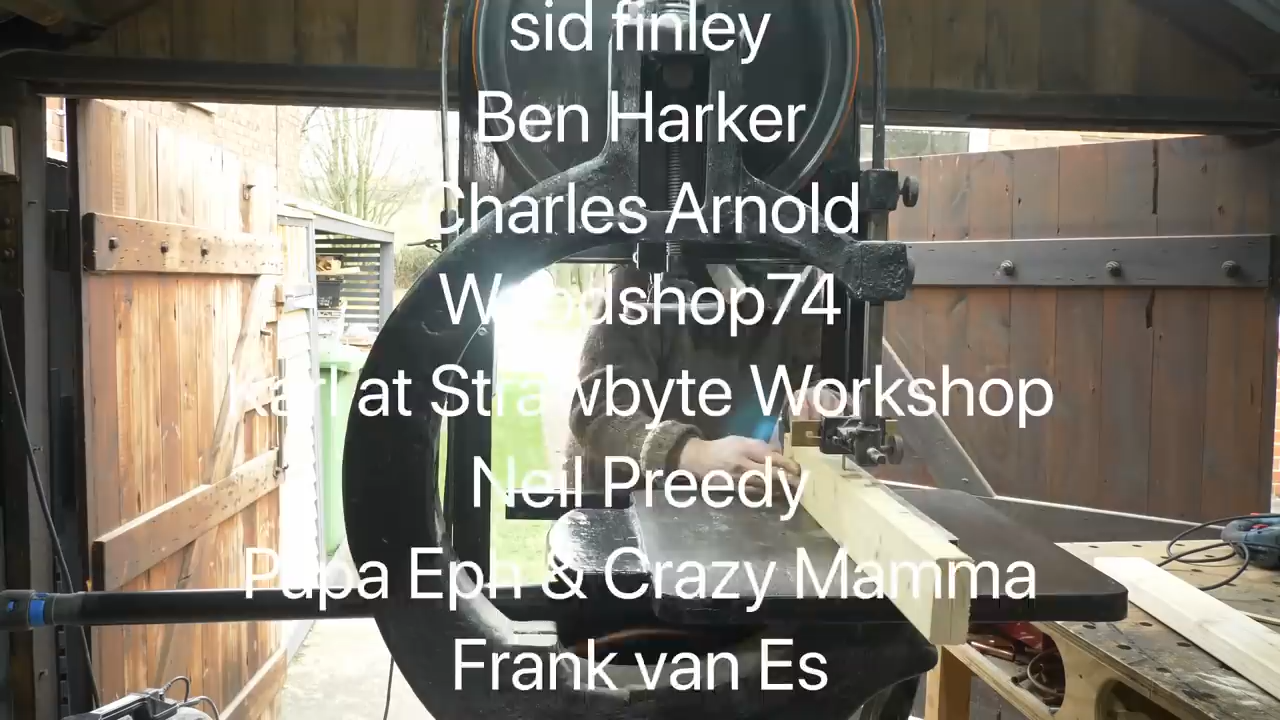 sid finley
Ben Harker
Charles Arnold
Woodshop74
Karl at Strawbyte Workshop
Neil Preedy
Papa Eph & Crazy Mamma
Frank van Es